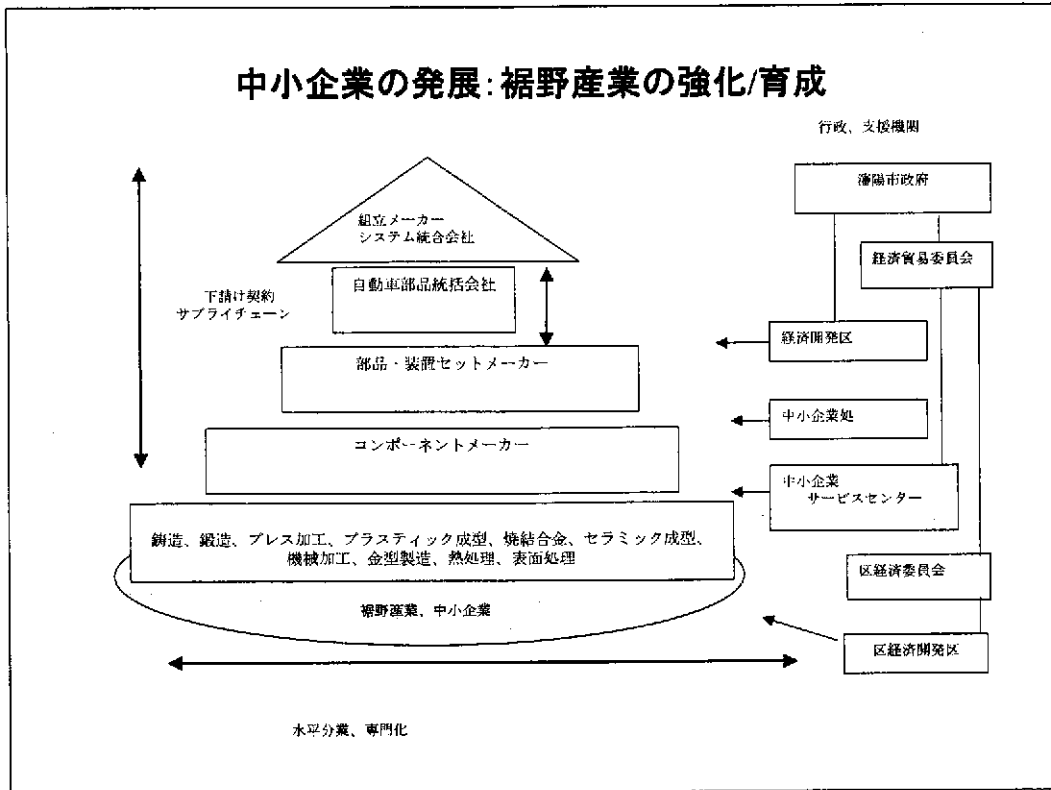 中小企業の発展:裾野産業の強化/育成
行政、支援機関
瀋陽市政府
組立メーカー
システム統合会社
経済貿易委員会
自動車部品統括会社
下請け契約
サプライチェーン
経済開発区
部品・装置セットメーカー
中小企業処
コンポーネントメーカー
中小企業
サービスセンター
鋳造、鍛造、プレス加工、プラスティック成型、焼結合金、セラミック成型、
機械加工、金型製造、熱処理、表面処理
区経済委員会
裾野産業、中小企業
区経済開発区
水平分業、専門化